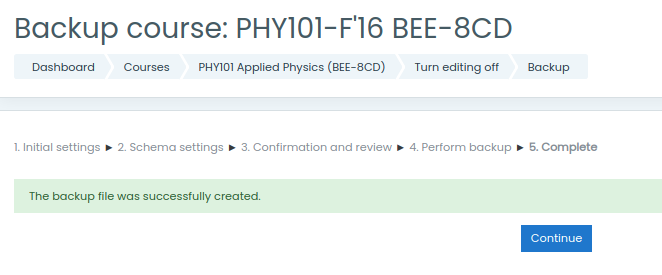 Backup course: PHY101-F'16 BEE-8CD
Dashboard Courses PHY101 Applied Physics (BEE-8CD) Turn editing off Backup
1. Initial settings ► 2. Schema settings ► 3. Confirmation and review ► 4. Perform backup ► 5. Complete
The backup file was successfully created.
Continue